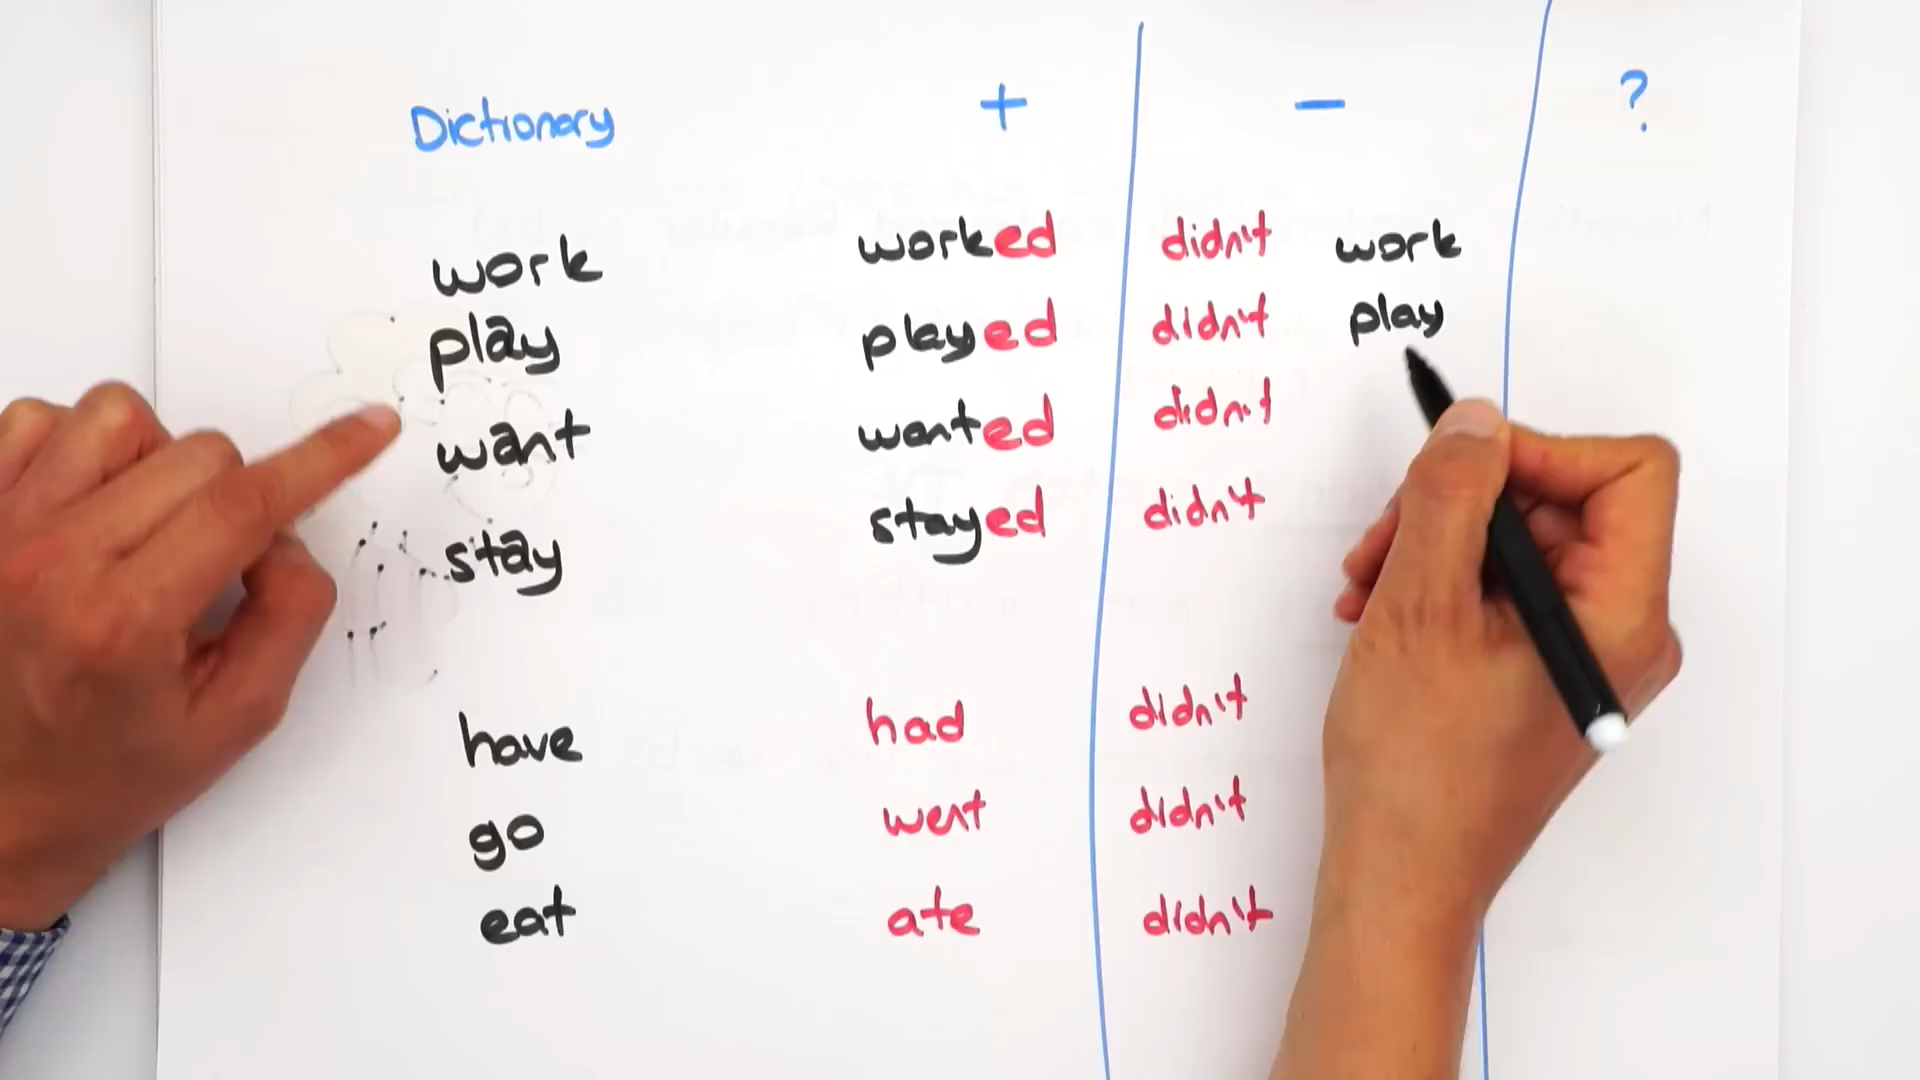 Dictionary + − ?
work worked didn't work
play played didn't play
want wanted didn't
stay stayed didn't
have had didn't
go went didn't
eat ate didn't